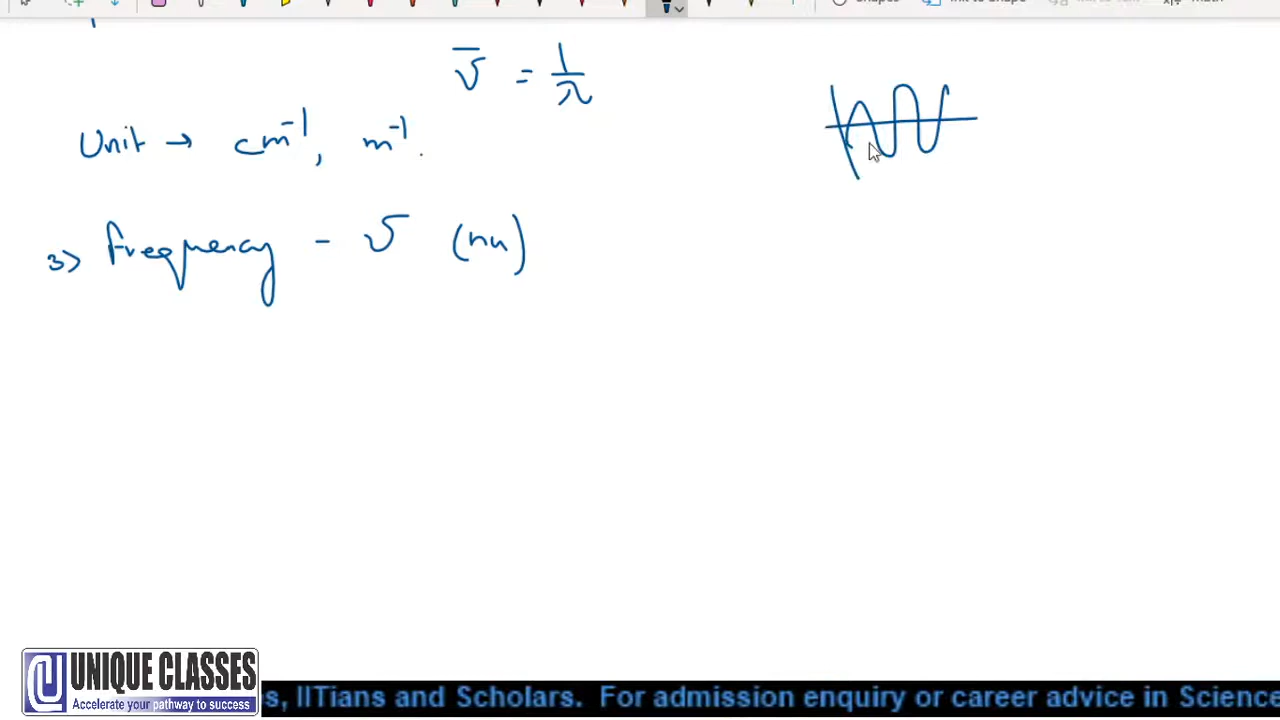 ν̄ = 1/λ
Unit → cm⁻¹, m⁻¹.
3) Frequency - ν (nu)
UNIQUE CLASSES
Accelerate your pathway to success
s, IITians and Scholars. For admission enquiry or career advice in Science